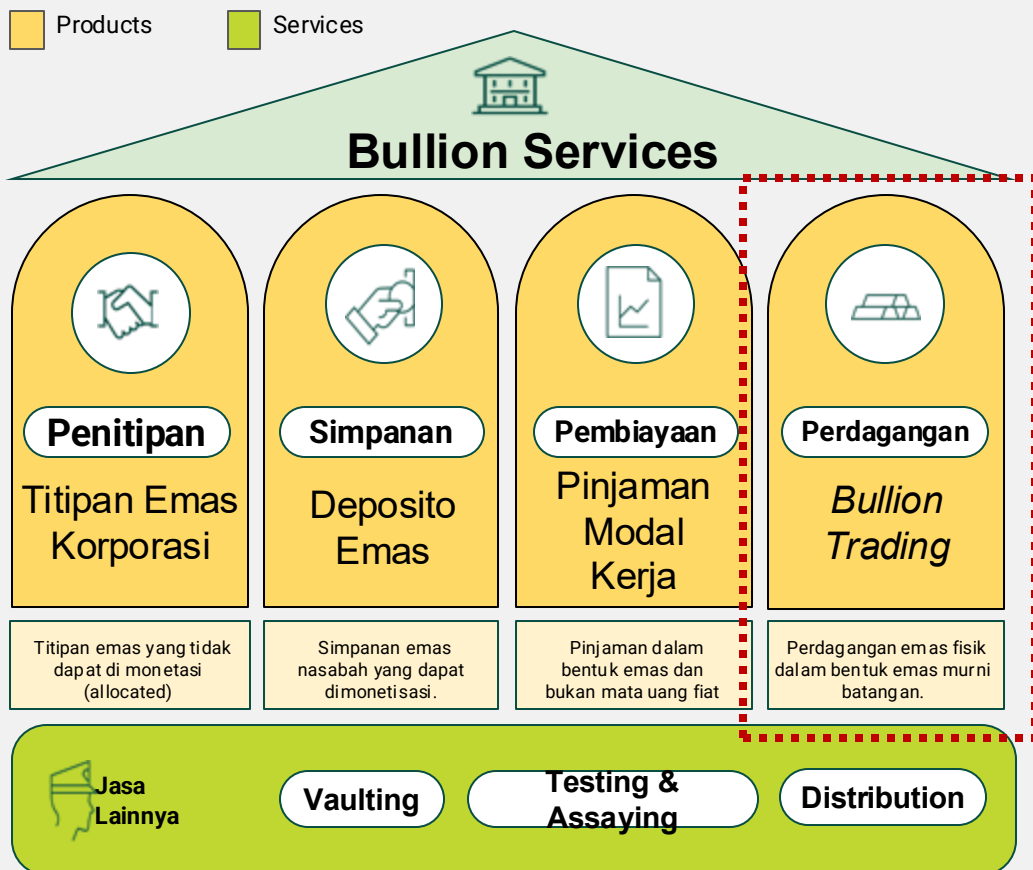 Products
Services
Bullion Services
Penitipan
Titipan Emas
Korporasi
Titipan emas yang tidak
dapat di monetasi
(allocated)
Simpanan
Deposito
Emas
Simpanan emas
nasabah yang dapat
dimonetisasi.
Pembiayaan
Pinjaman
Modal
Kerja
Pinjaman dalam
bentuk emas dan
bukan mata uang fiat
Perdagangan
Bullion
Trading
Perdagangan emas fisik
dalam bentuk emas murni
batangan.
Jasa
Lainnya
Vaulting
Testing &
Assaying
Distribution